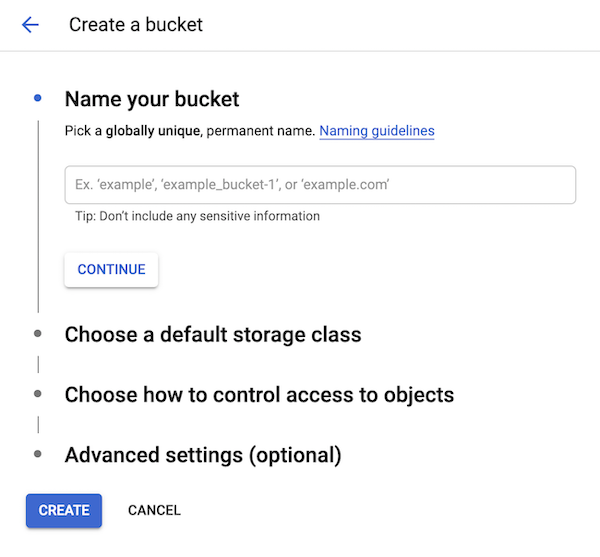 Create a bucket
Name your bucket
Pick a globally unique, permanent name. Naming guidelines
Ex. ‘example’, ‘example_bucket-1’, or ‘example.com’
Tip: Don’t include any sensitive information
CONTINUE
Choose a default storage class
Choose how to control access to objects
Advanced settings (optional)
CREATE CANCEL